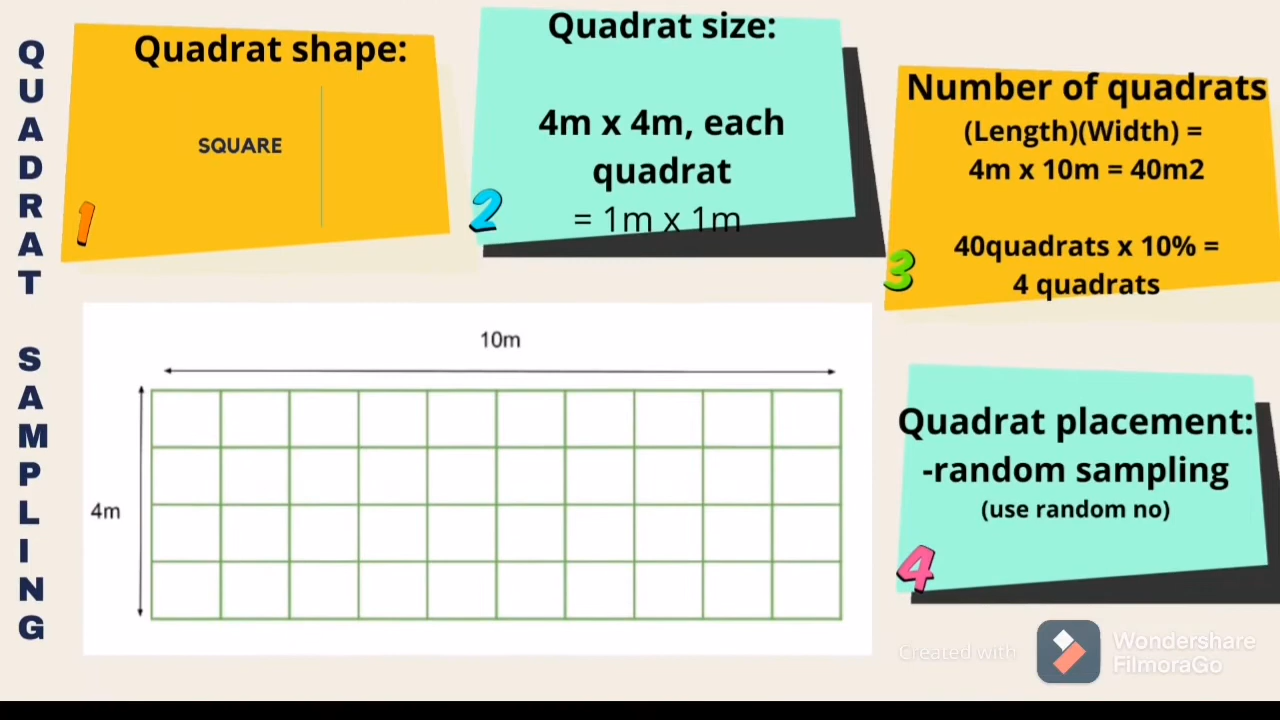 QUADRAT SAMPLING
Quadrat shape:
SQUARE
1
Quadrat size:
4m x 4m, each
quadrat
= 1m x 1m
2
Number of quadrats
(Length)(Width) =
4m x 10m = 40m2
40quadrats x 10% =
4 quadrats
3
10m
4m
Quadrat placement:
-random sampling
(use random no)
4
Created with
Wondershare
FilmoraGo